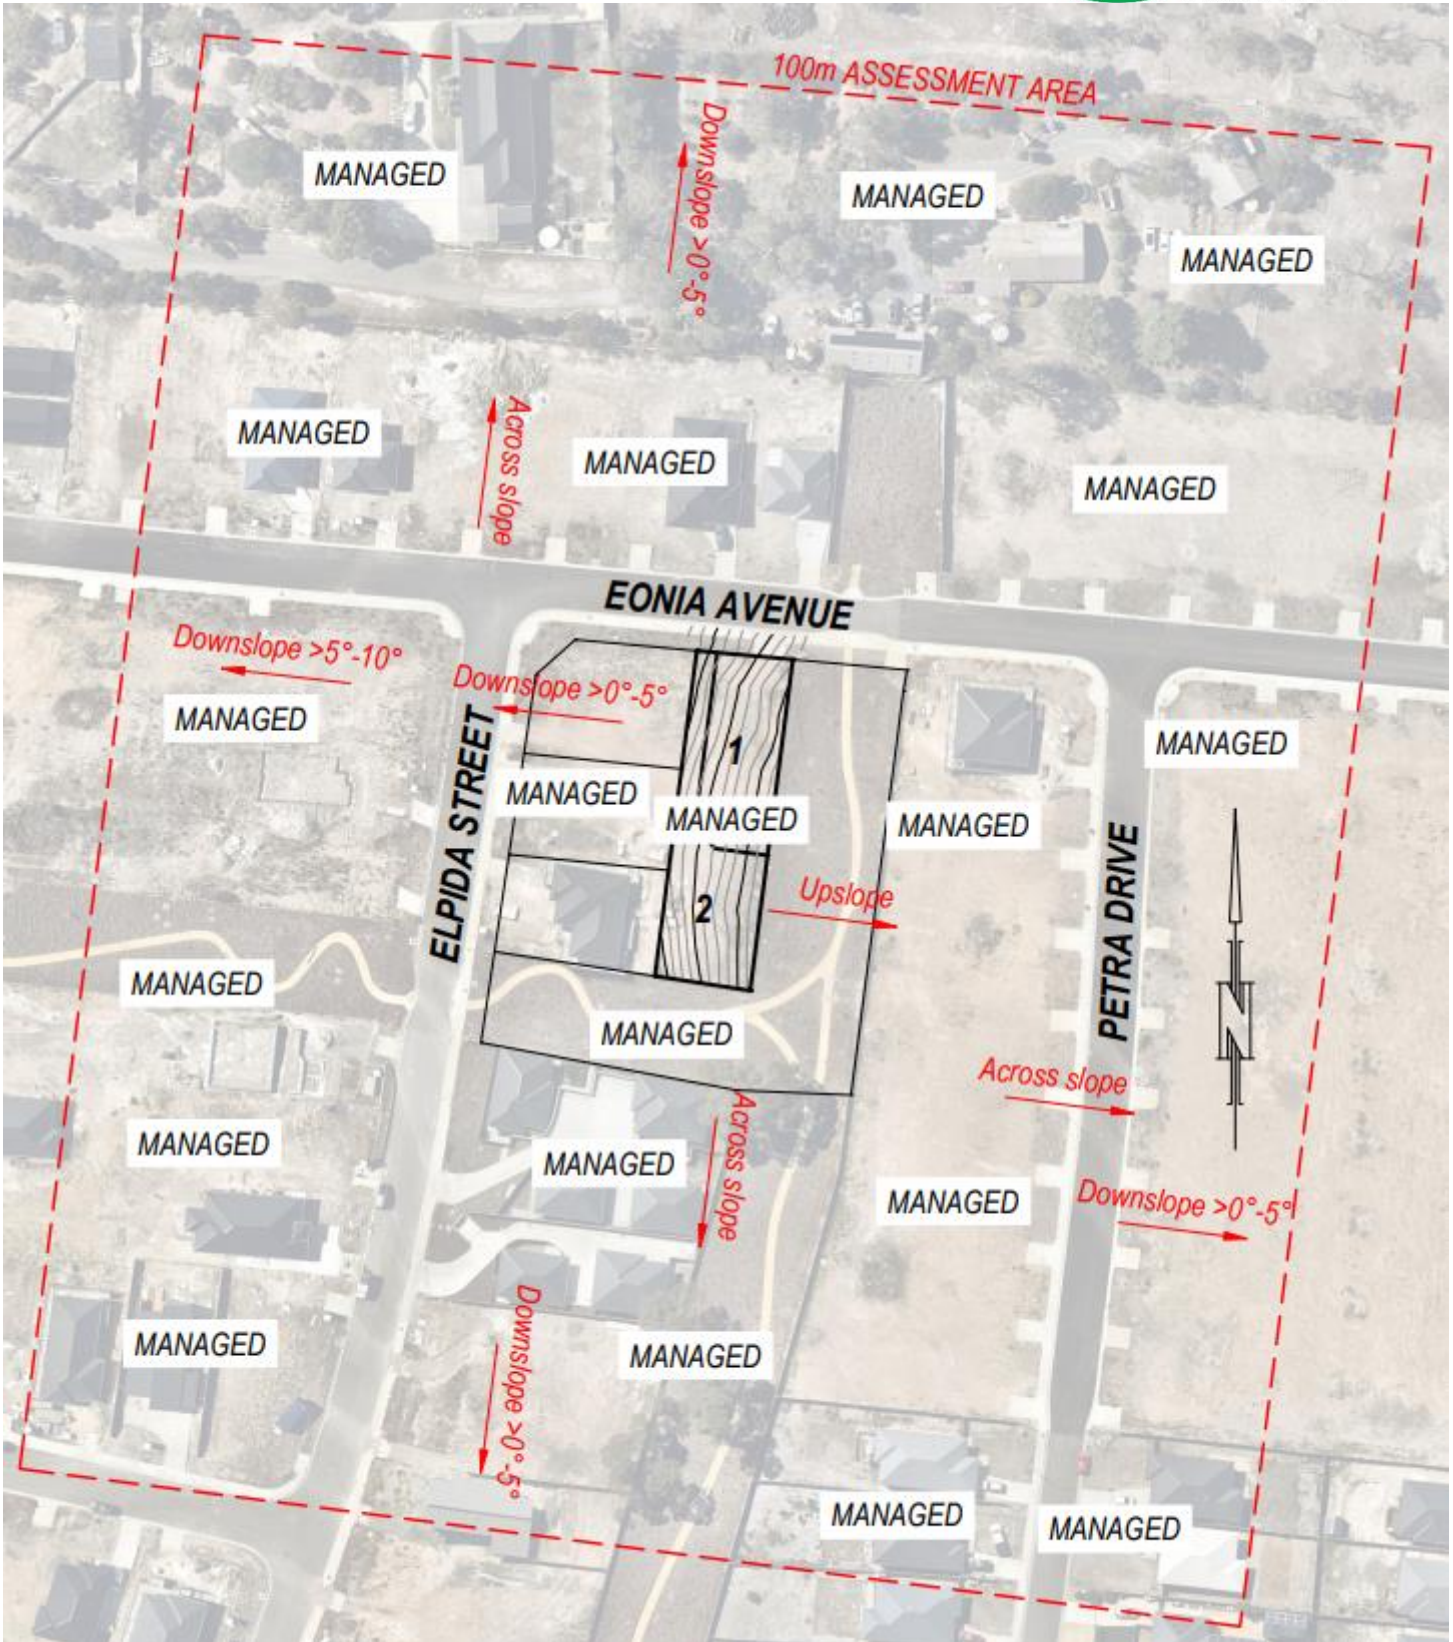 100m ASSESSMENT AREA
MANAGED
Downslope >0°-5°
MANAGED
MANAGED
MANAGED
Across slope
MANAGED
MANAGED
EONIA AVENUE
Downslope >5°-10°
MANAGED
Downslope >0°-5°
ELPIDA STREET
MANAGED
1
MANAGED
2
Upslope
MANAGED
MANAGED
PETRA DRIVE
N
MANAGED
MANAGED
Across slope
MANAGED
MANAGED
Across slope
MANAGED
Downslope >0°-5°
MANAGED
Downslope >0°-5°
MANAGED
MANAGED
MANAGED